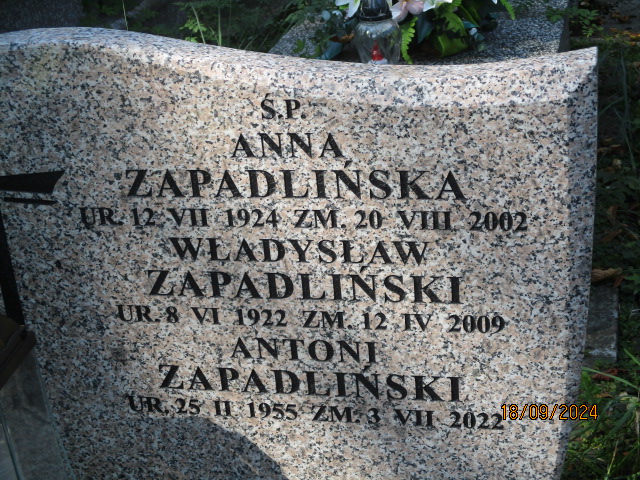 Ś.P.
ANNA
ZAPADLIŃSKA
UR. 12 VII 1924 ZM. 20 VIII 2002
WŁADYSŁAW
ZAPADLIŃSKI
UR. 8 VI 1922 ZM. 12 IV 2009
ANTONI
ZAPADLIŃSKI
UR. 25 II 1955 ZM. 3 VII 2022
18/09/2024